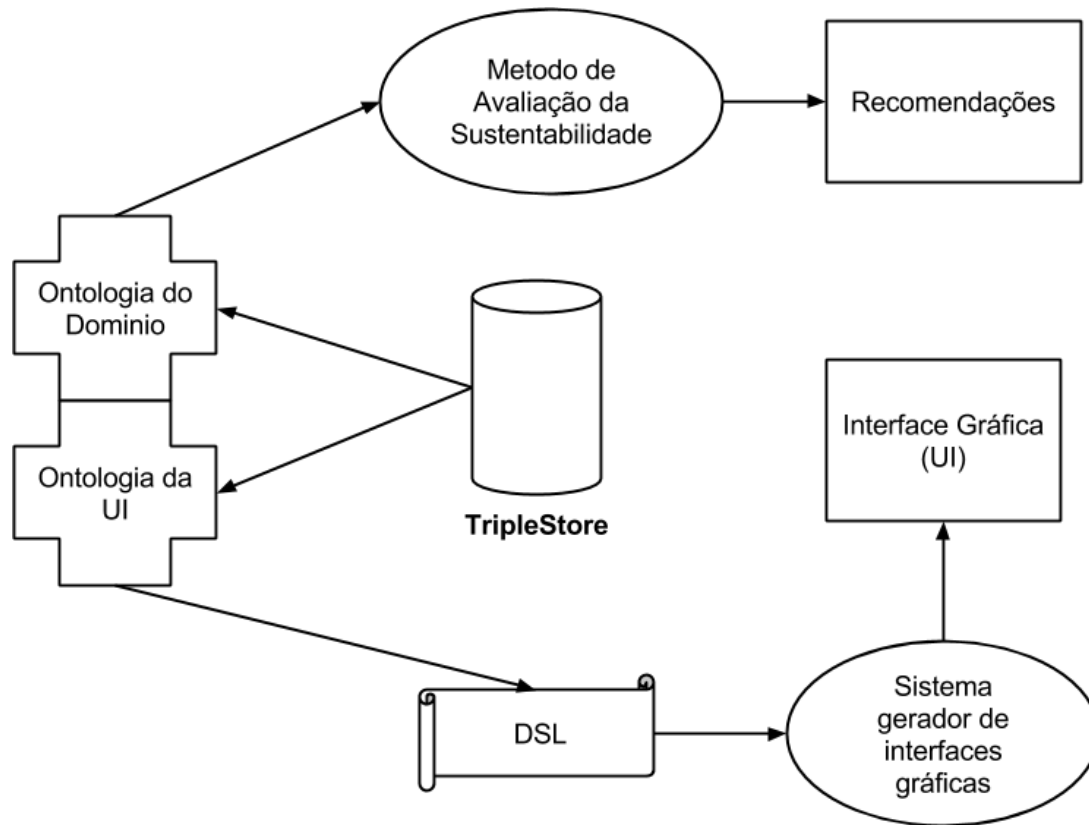 Metodo de
Avaliação da
Sustentabilidade
Recomendações
Ontologia do
Dominio
Ontologia da
UI
TripleStore
Interface Gráfica
(UI)
DSL
Sistema
gerador de
interfaces
gráficas